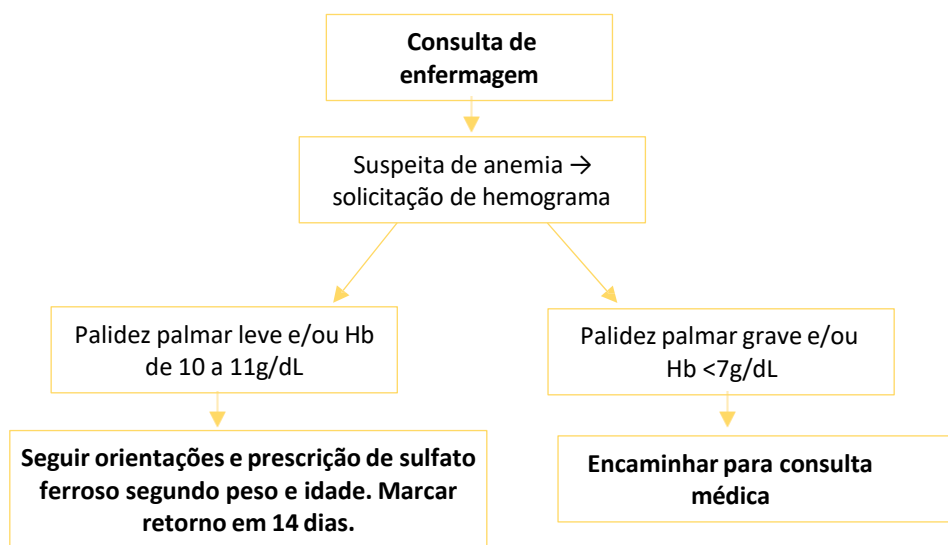 Consulta de
enfermagem
Suspeita de anemia →
solicitação de hemograma
Palidez palmar leve e/ou Hb
de 10 a 11g/dL
Palidez palmar grave e/ou
Hb <7g/dL
Seguir orientações e prescrição de sulfato
ferroso segundo peso e idade. Marcar
retorno em 14 dias.
Encaminhar para consulta
médica